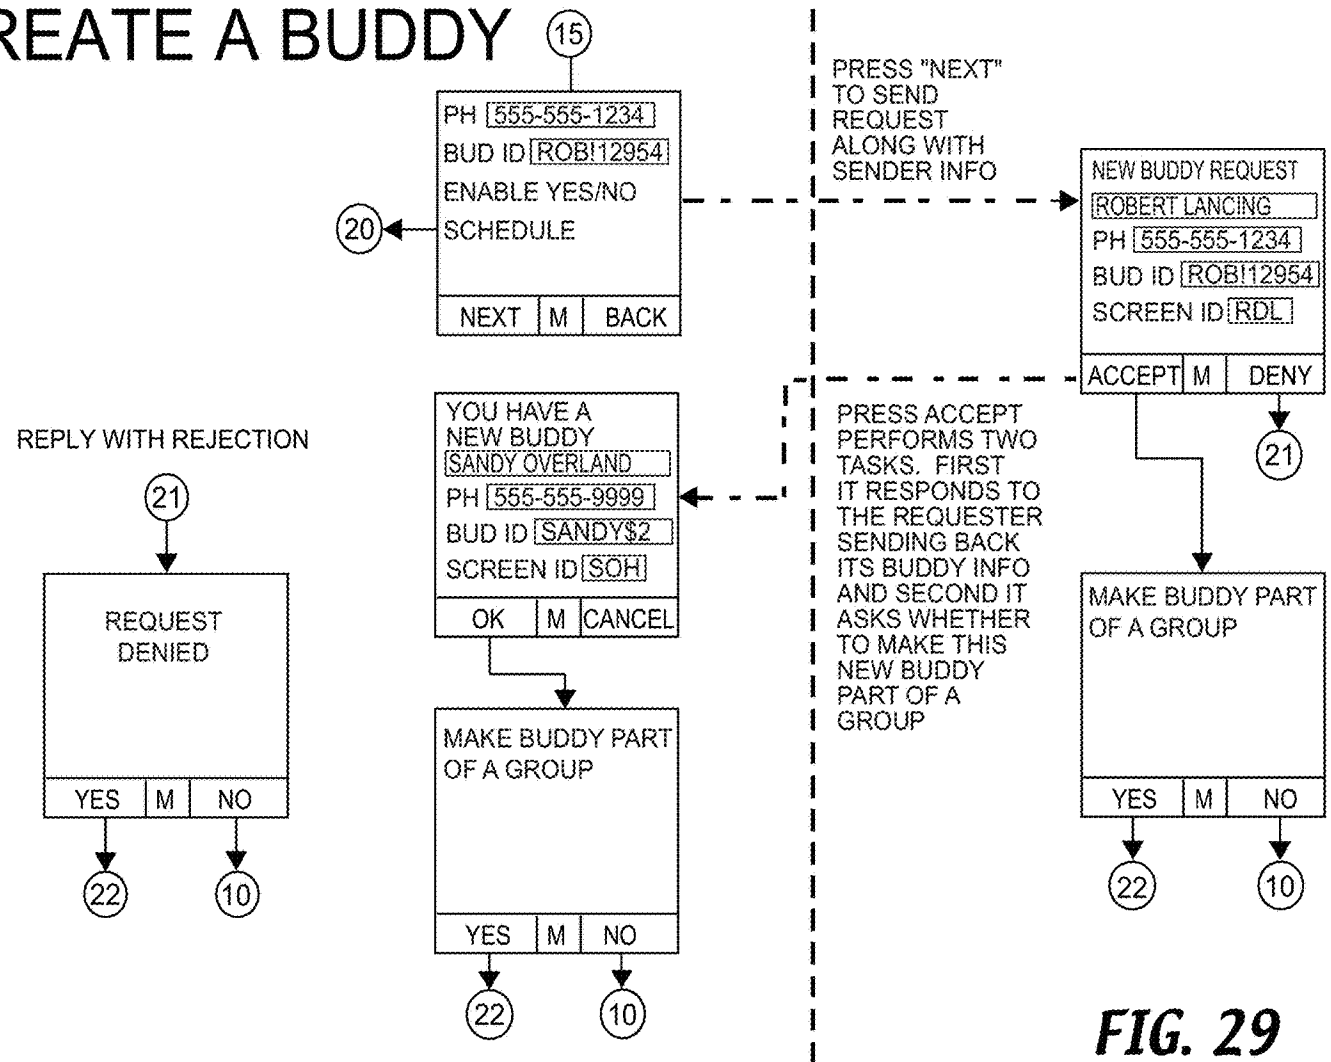 REATE A BUDDY
15
PH 555-555-1234
BUD ID ROB!12954
ENABLE YES/NO
20
SCHEDULE
NEXT M BACK
PRESS "NEXT"
TO SEND
REQUEST
ALONG WITH
SENDER INFO
NEW BUDDY REQUEST
ROBERT LANCING
PH 555-555-1234
BUD ID ROB!12954
SCREEN ID RDL
ACCEPT M DENY
21
REPLY WITH REJECTION
21
REQUEST
DENIED
YES M NO
22
10
YOU HAVE A
NEW BUDDY
SANDY OVERLAND
PH 555-555-9999
BUD ID SANDY$2
SCREEN ID SOH
OK M CANCEL
MAKE BUDDY PART
OF A GROUP
YES M NO
22
10
PRESS ACCEPT
PERFORMS TWO
TASKS. FIRST
IT RESPONDS TO
THE REQUESTER
SENDING BACK
ITS BUDDY INFO
AND SECOND IT
ASKS WHETHER
TO MAKE THIS
NEW BUDDY
PART OF A
GROUP
MAKE BUDDY PART
OF A GROUP
YES M NO
22
10
FIG. 29